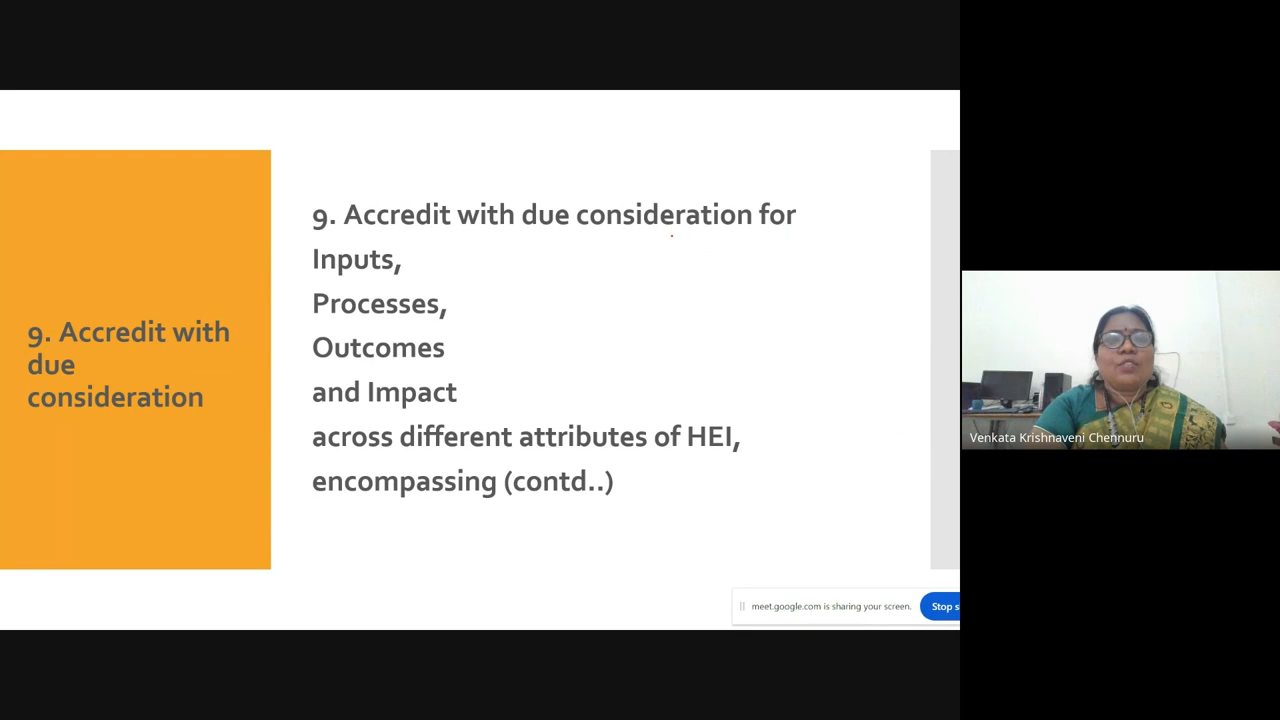 9. Accredit with
due
consideration
9. Accredit with due consideration for
Inputs,
Processes,
Outcomes
and Impact
across different attributes of HEI,
encompassing (contd..)
meet.google.com is sharing your screen.
Stop s
Venkata Krishnaveni Chennuru